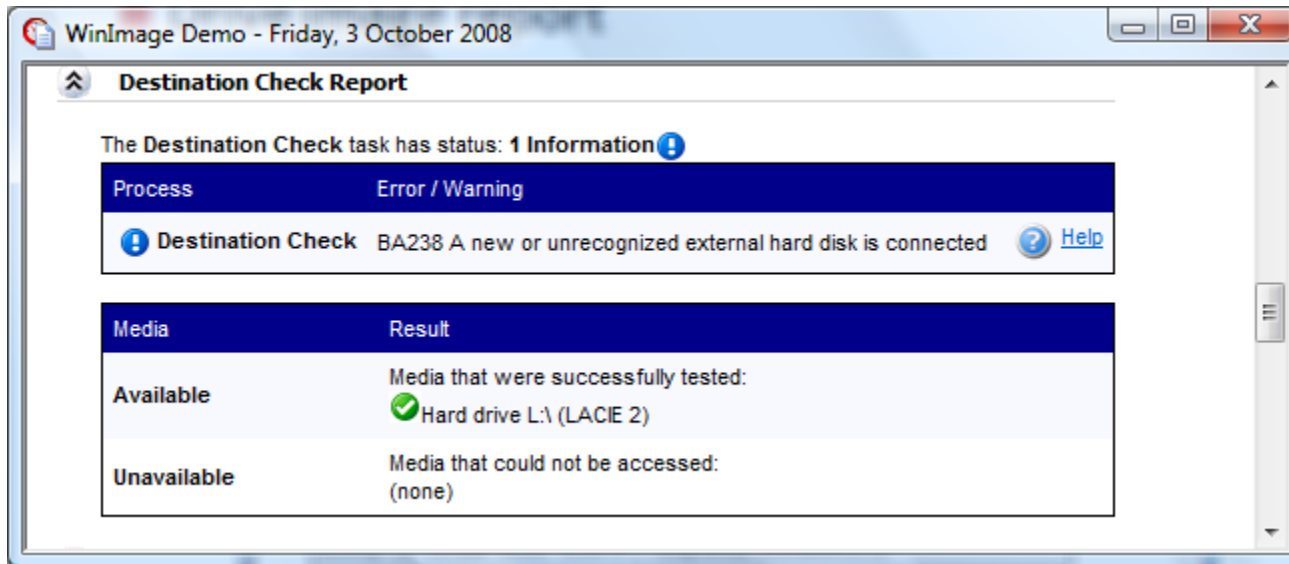 WinImage Demo - Friday, 3 October 2008
Destination Check Report
The Destination Check task has status: 1 Information
Process Error / Warning
Destination Check BA238 A new or unrecognized external hard disk is connected Help
Media Result
Available Media that were successfully tested:
Hard drive L:\ (LACIE 2)
Unavailable Media that could not be accessed:
(none)